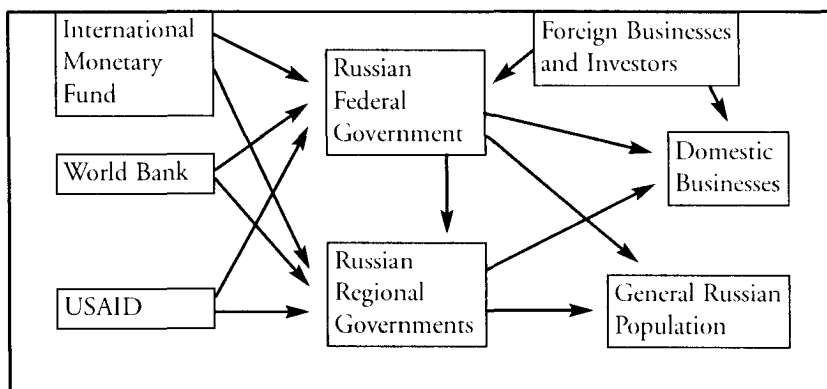 International
Monetary
Fund
Russian
Federal
Government
Foreign Businesses
and Investors
World Bank
Domestic
Businesses
USAID
Russian
Regional
Governments
General Russian
Population